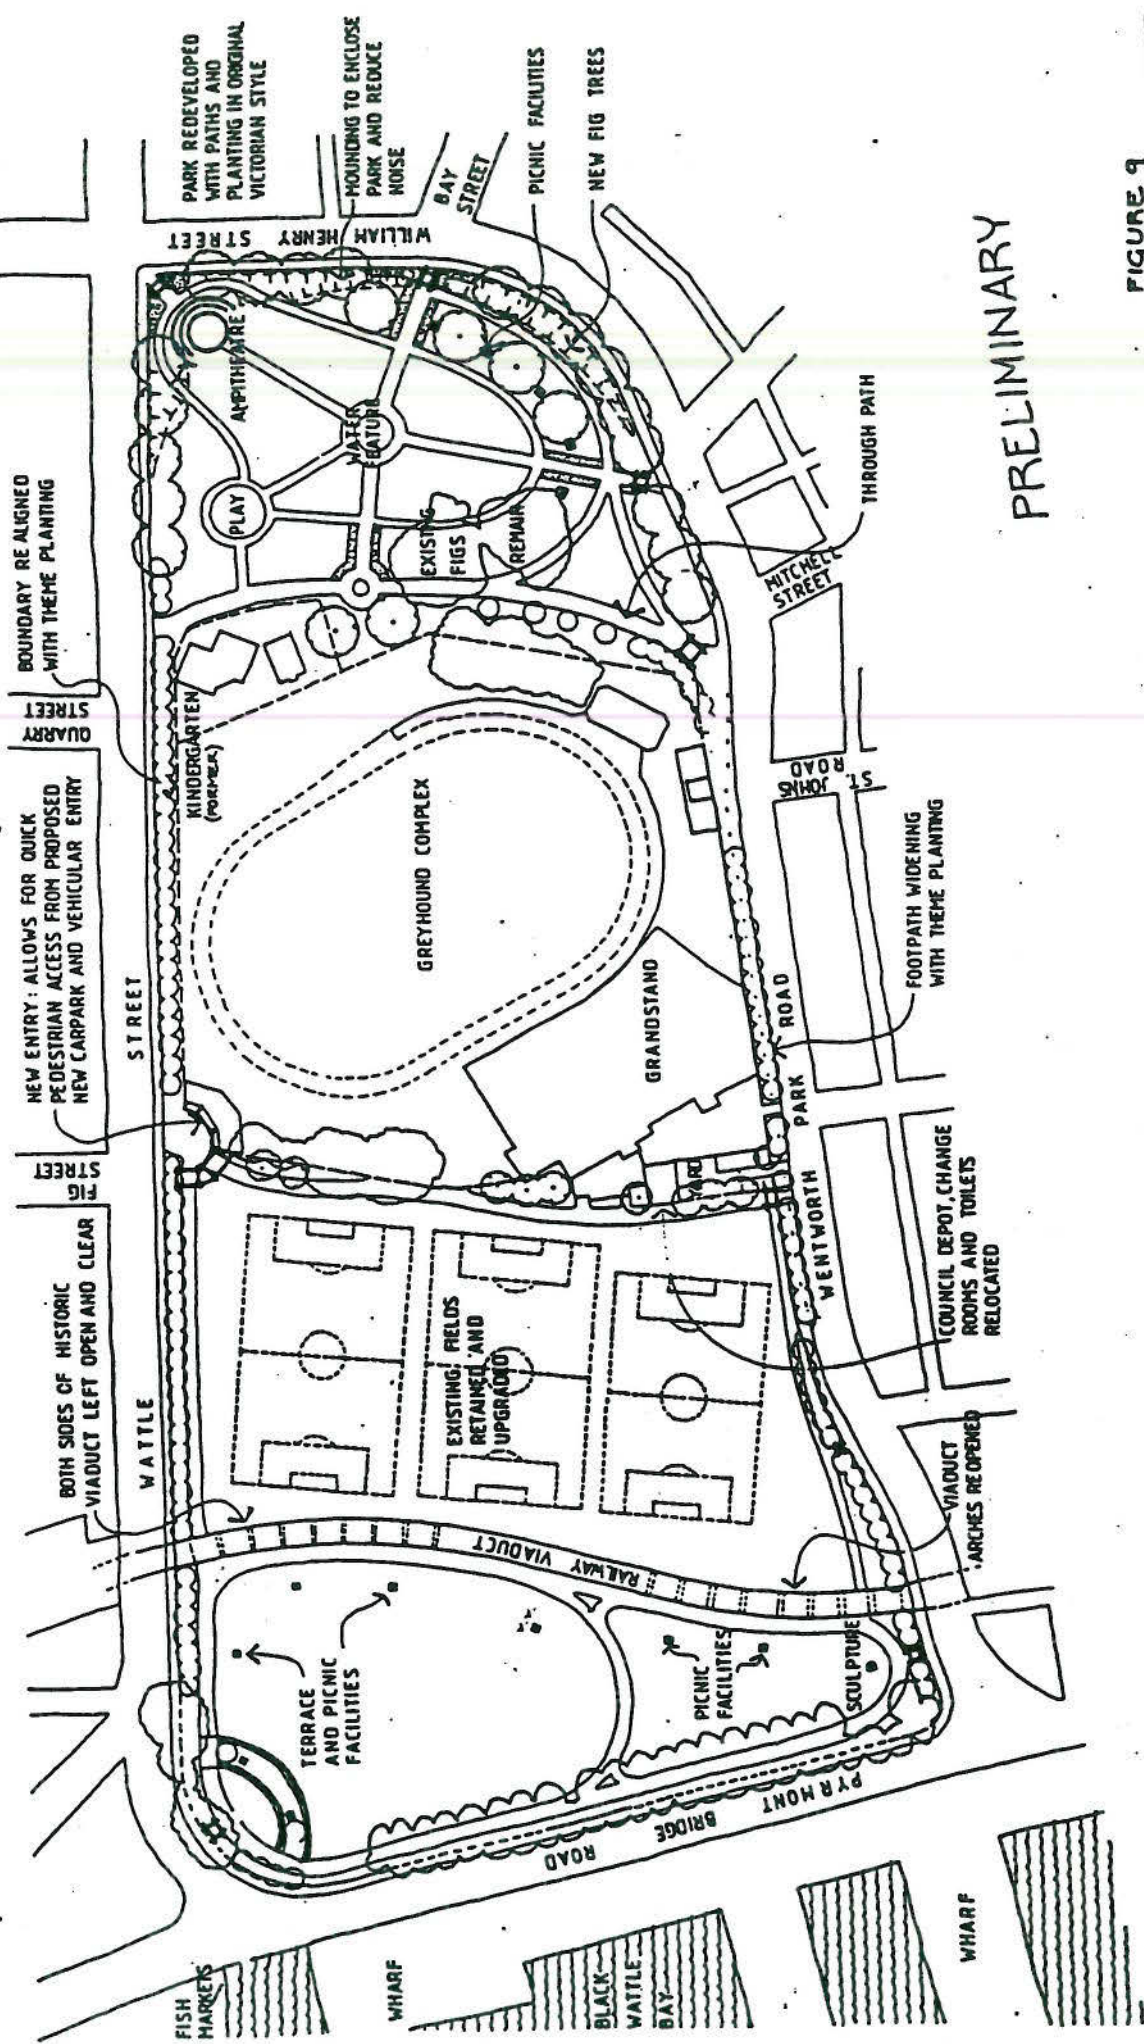 PARK REDEVELOPED
WITH PATHS AND
PLANTING IN ORIGINAL
VICTORIAN STYLE
MOUNDING TO ENCLOSE
PARK AND REDUCE
NOISE
BAY
STREET
PICNIC FACILITIES
NEW FIG TREES
WILLIAM HENRY STREET
AMPITHEATRE
WATER
FEATURE
PLAY
EXISTING
FIGS
REMAIN
THROUGH PATH
MITCHELL
STREET
BOUNDARY RE ALIGNED
WITH THEME PLANTING
QUARRY
STREET
KINDERGARTEN
(FORMER)
GREYHOUND COMPLEX
ST. JOHNS
ROAD
NEW ENTRY: ALLOWS FOR QUICK
PEDESTRIAN ACCESS FROM PROPOSED
NEW CARPARK AND VEHICULAR ENTRY
FOOTPATH WIDENING
WITH THEME PLANTING
GRANDSTAND
WATTLE STREET
WENTWORTH PARK ROAD
FIG
STREET
YARD
COUNCIL DEPOT, CHANGE
ROOMS AND TOILETS
RELOCATED
BOTH SIDES OF HISTORIC
VIADUCT LEFT OPEN AND CLEAR
EXISTING FIELDS
RETAINED AND
UPGRADED
RAILWAY VIADUCT
VIADUCT
ARCHES REOPENED
TERRACE
AND PICNIC
FACILITIES
PICNIC
FACILITIES
SCULPTURE
PYRMONT BRIDGE ROAD
FISH
MARKETS
WHARF
BLACK
WATTLE
BAY
WHARF
PRELIMINARY
FIGURE 9